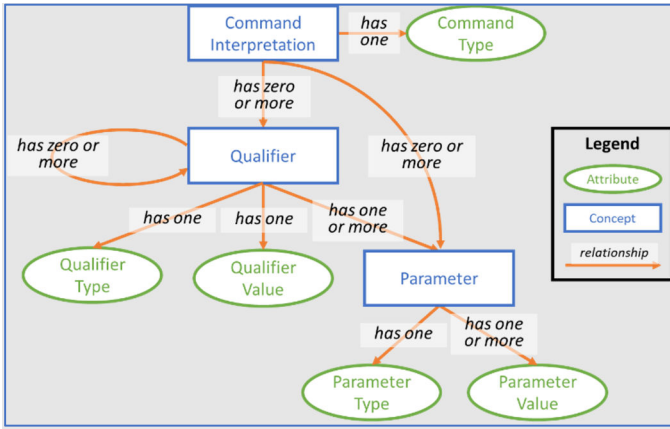 Command
Interpretation
has
one
Command
Type
has zero
or more
has zero or
more
Qualifier
has zero or
more
Legend
Attribute
Concept
relationship
has one
has one
has one
or more
Qualifier
Type
Qualifier
Value
Parameter
has one
has one
or more
Parameter
Type
Parameter
Value